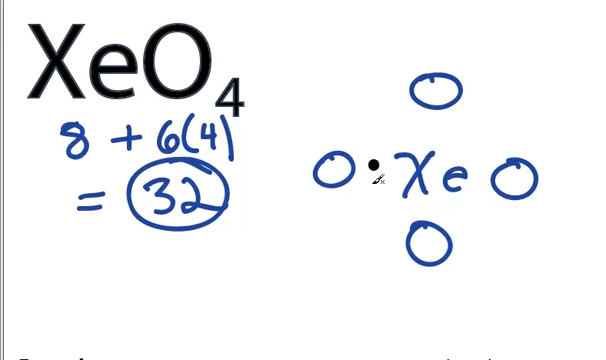 XeO₄
8 + 6(4)
= 32
O
O • Xe O
O